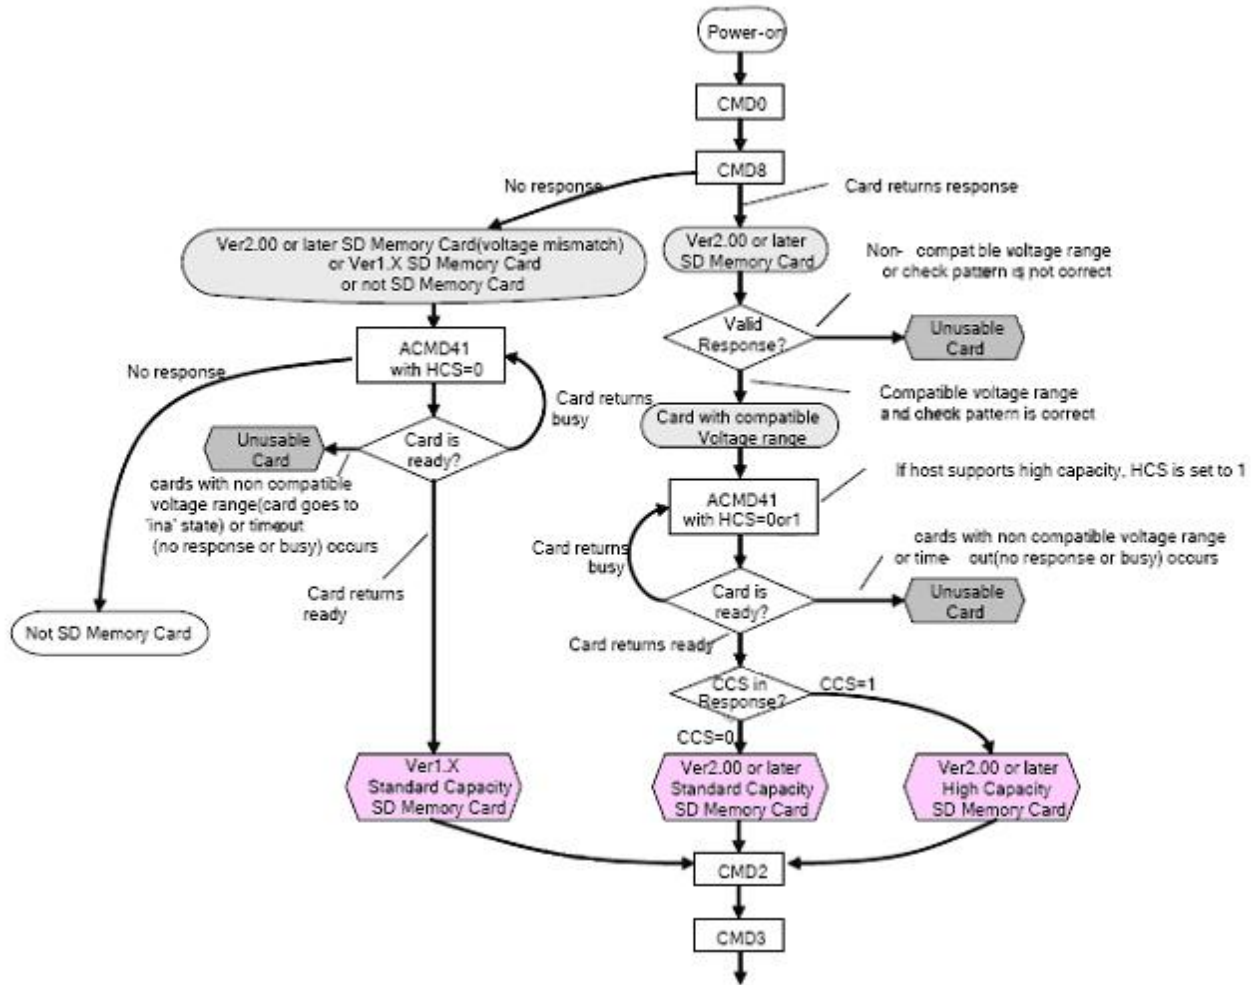 Power-on
CMD0
CMD8
No response
Card returns response
Ver2.00 or later SD Memory Card(voltage mismatch)
or Ver1.X SD Memory Card
or not SD Memory Card
Ver2.00 or later
SD Memory Card
Non- compatible voltage range
or check pattern is not correct
Valid
Response?
Unusable
Card
ACMD41
with HCS=0
No response
Card returns
busy
Compatible voltage range
and check pattern is correct
Card with compatible
Voltage range
Unusable
Card
Card is
ready?
cards with non compatible
voltage range(card goes to
'ina' state) or timeout
(no response or busy) occurs
If host supports high capacity, HCS is set to 1
ACMD41
with HCS=0or1
Card returns
busy
cards with non compatible voltage range
or time- out(no response or busy) occurs
Card is
ready?
Unusable
Card
Card returns
ready
Not SD Memory Card
Card returns ready
CCS in
Response?
CCS=1
CCS=0
Ver1.X
Standard Capacity
SD Memory Card
Ver2.00 or later
Standard Capacity
SD Memory Card
Ver2.00 or later
High Capacity
SD Memory Card
CMD2
CMD3